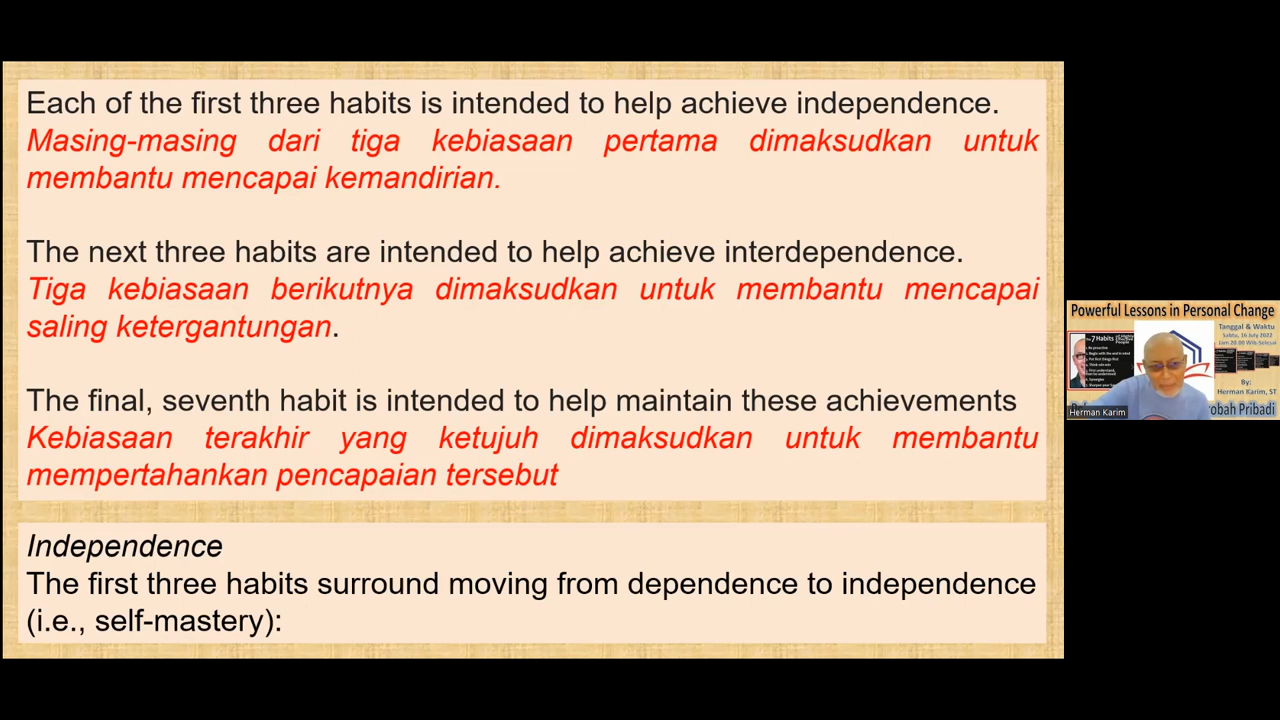 Each of the first three habits is intended to help achieve independence.
Masing-masing dari tiga kebiasaan pertama dimaksudkan untuk
membantu mencapai kemandirian.
The next three habits are intended to help achieve interdependence.
Tiga kebiasaan berikutnya dimaksudkan untuk membantu mencapai
saling ketergantungan.
The final, seventh habit is intended to help maintain these achievements
Kebiasaan terakhir yang ketujuh dimaksudkan untuk membantu
mempertahankan pencapaian tersebut
Independence
The first three habits surround moving from dependence to independence
(i.e., self-mastery):
Powerful Lessons in Personal Change
Tanggal & Waktu
Sabtu, 16 July 2022
Jam 20.00 Wib-Selesai
The 7 Habits
By;
Herman Karim, ST
Herman Karim
Pribadi